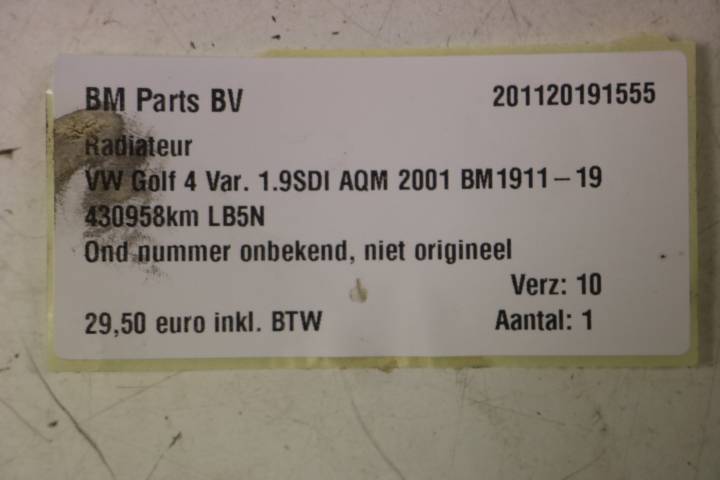 BM Parts BV 201120191555
Radiateur
VW Golf 4 Var. 1.9SDI AQM 2001 BM1911-19
430958km LB5N
Ond nummer onbekend, niet origineel
Verz: 10
29,50 euro inkl. BTW Aantal: 1